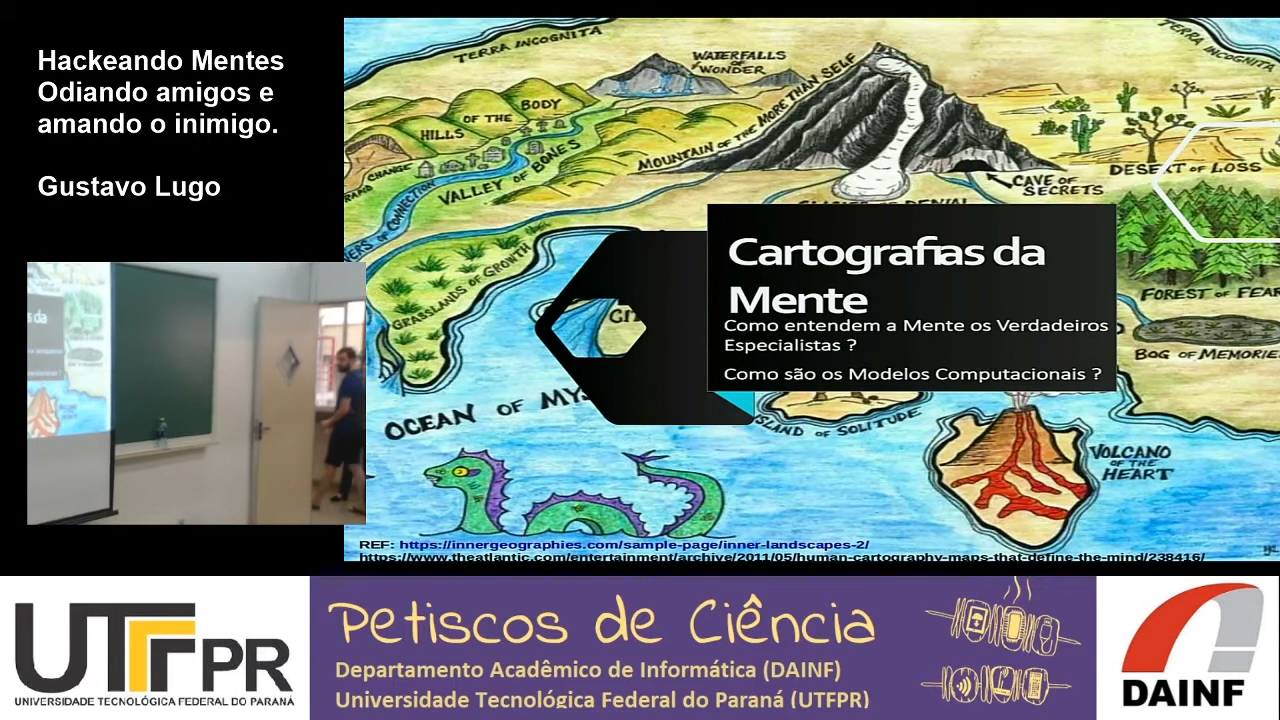 Hackeando Mentes
Odiando amigos e
amando o inimigo.
Gustavo Lugo
TERRA INCOGNITA
TERRA INCOGNITA
WATERFALLS
OF WONDER
MOUNTAIN OF THE MORE THAN SELF
HILLS OF THE BODY
VALLEY OF BONES
CHANGE
OF CONNECTION
CAVE OF
SECRETS
DESERT OF LOSS
GRASSLANDS OF GROWTH
FOREST OF FEAR
BOG OF MEMORIE
Cartografias da
Mente
Como entendem a Mente os Verdadeiros
Especialistas ?
Como são os Modelos Computacionais ?
OCEAN OF
ISLAND OF SOLITUDE
VOLCANO
OF THE
HEART
REF: https://innergeographies.com/sample-page/inner-landscapes-2/
https://www.theatlantic.com/entertainment/archive/2011/05/human-cartography-maps-that-define-the-mind/238416/
UTFPR
UNIVERSIDADE TECNOLÓGICA FEDERAL DO PARANÁ
Petiscos de Ciência
Departamento Acadêmico de Informática (DAINF)
Universidade Tecnológica Federal do Paraná (UTFPR)
DAINF